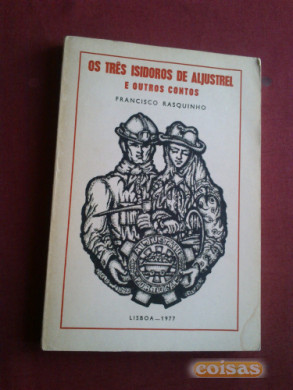 OS TRÊS ISIDOROS DE ALJUSTREL
E OUTROS CONTOS
FRANCISCO RASQUINHO
LISBOA — 1977
coisas